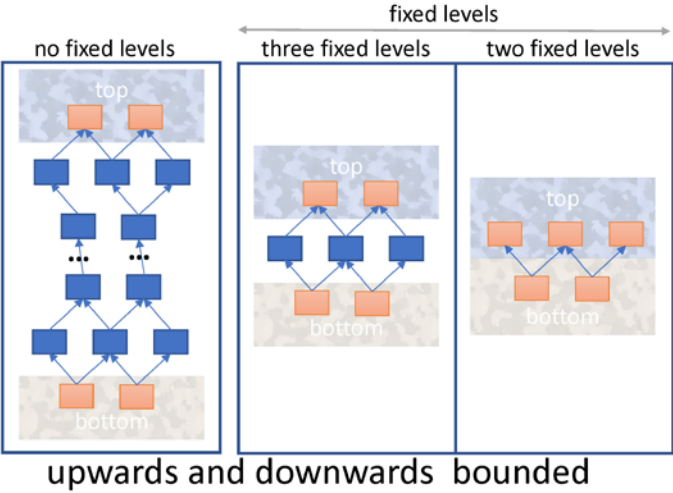 fixed levels
no fixed levels
three fixed levels
two fixed levels
top
top
top
bottom
bottom
bottom
upwards and downwards bounded